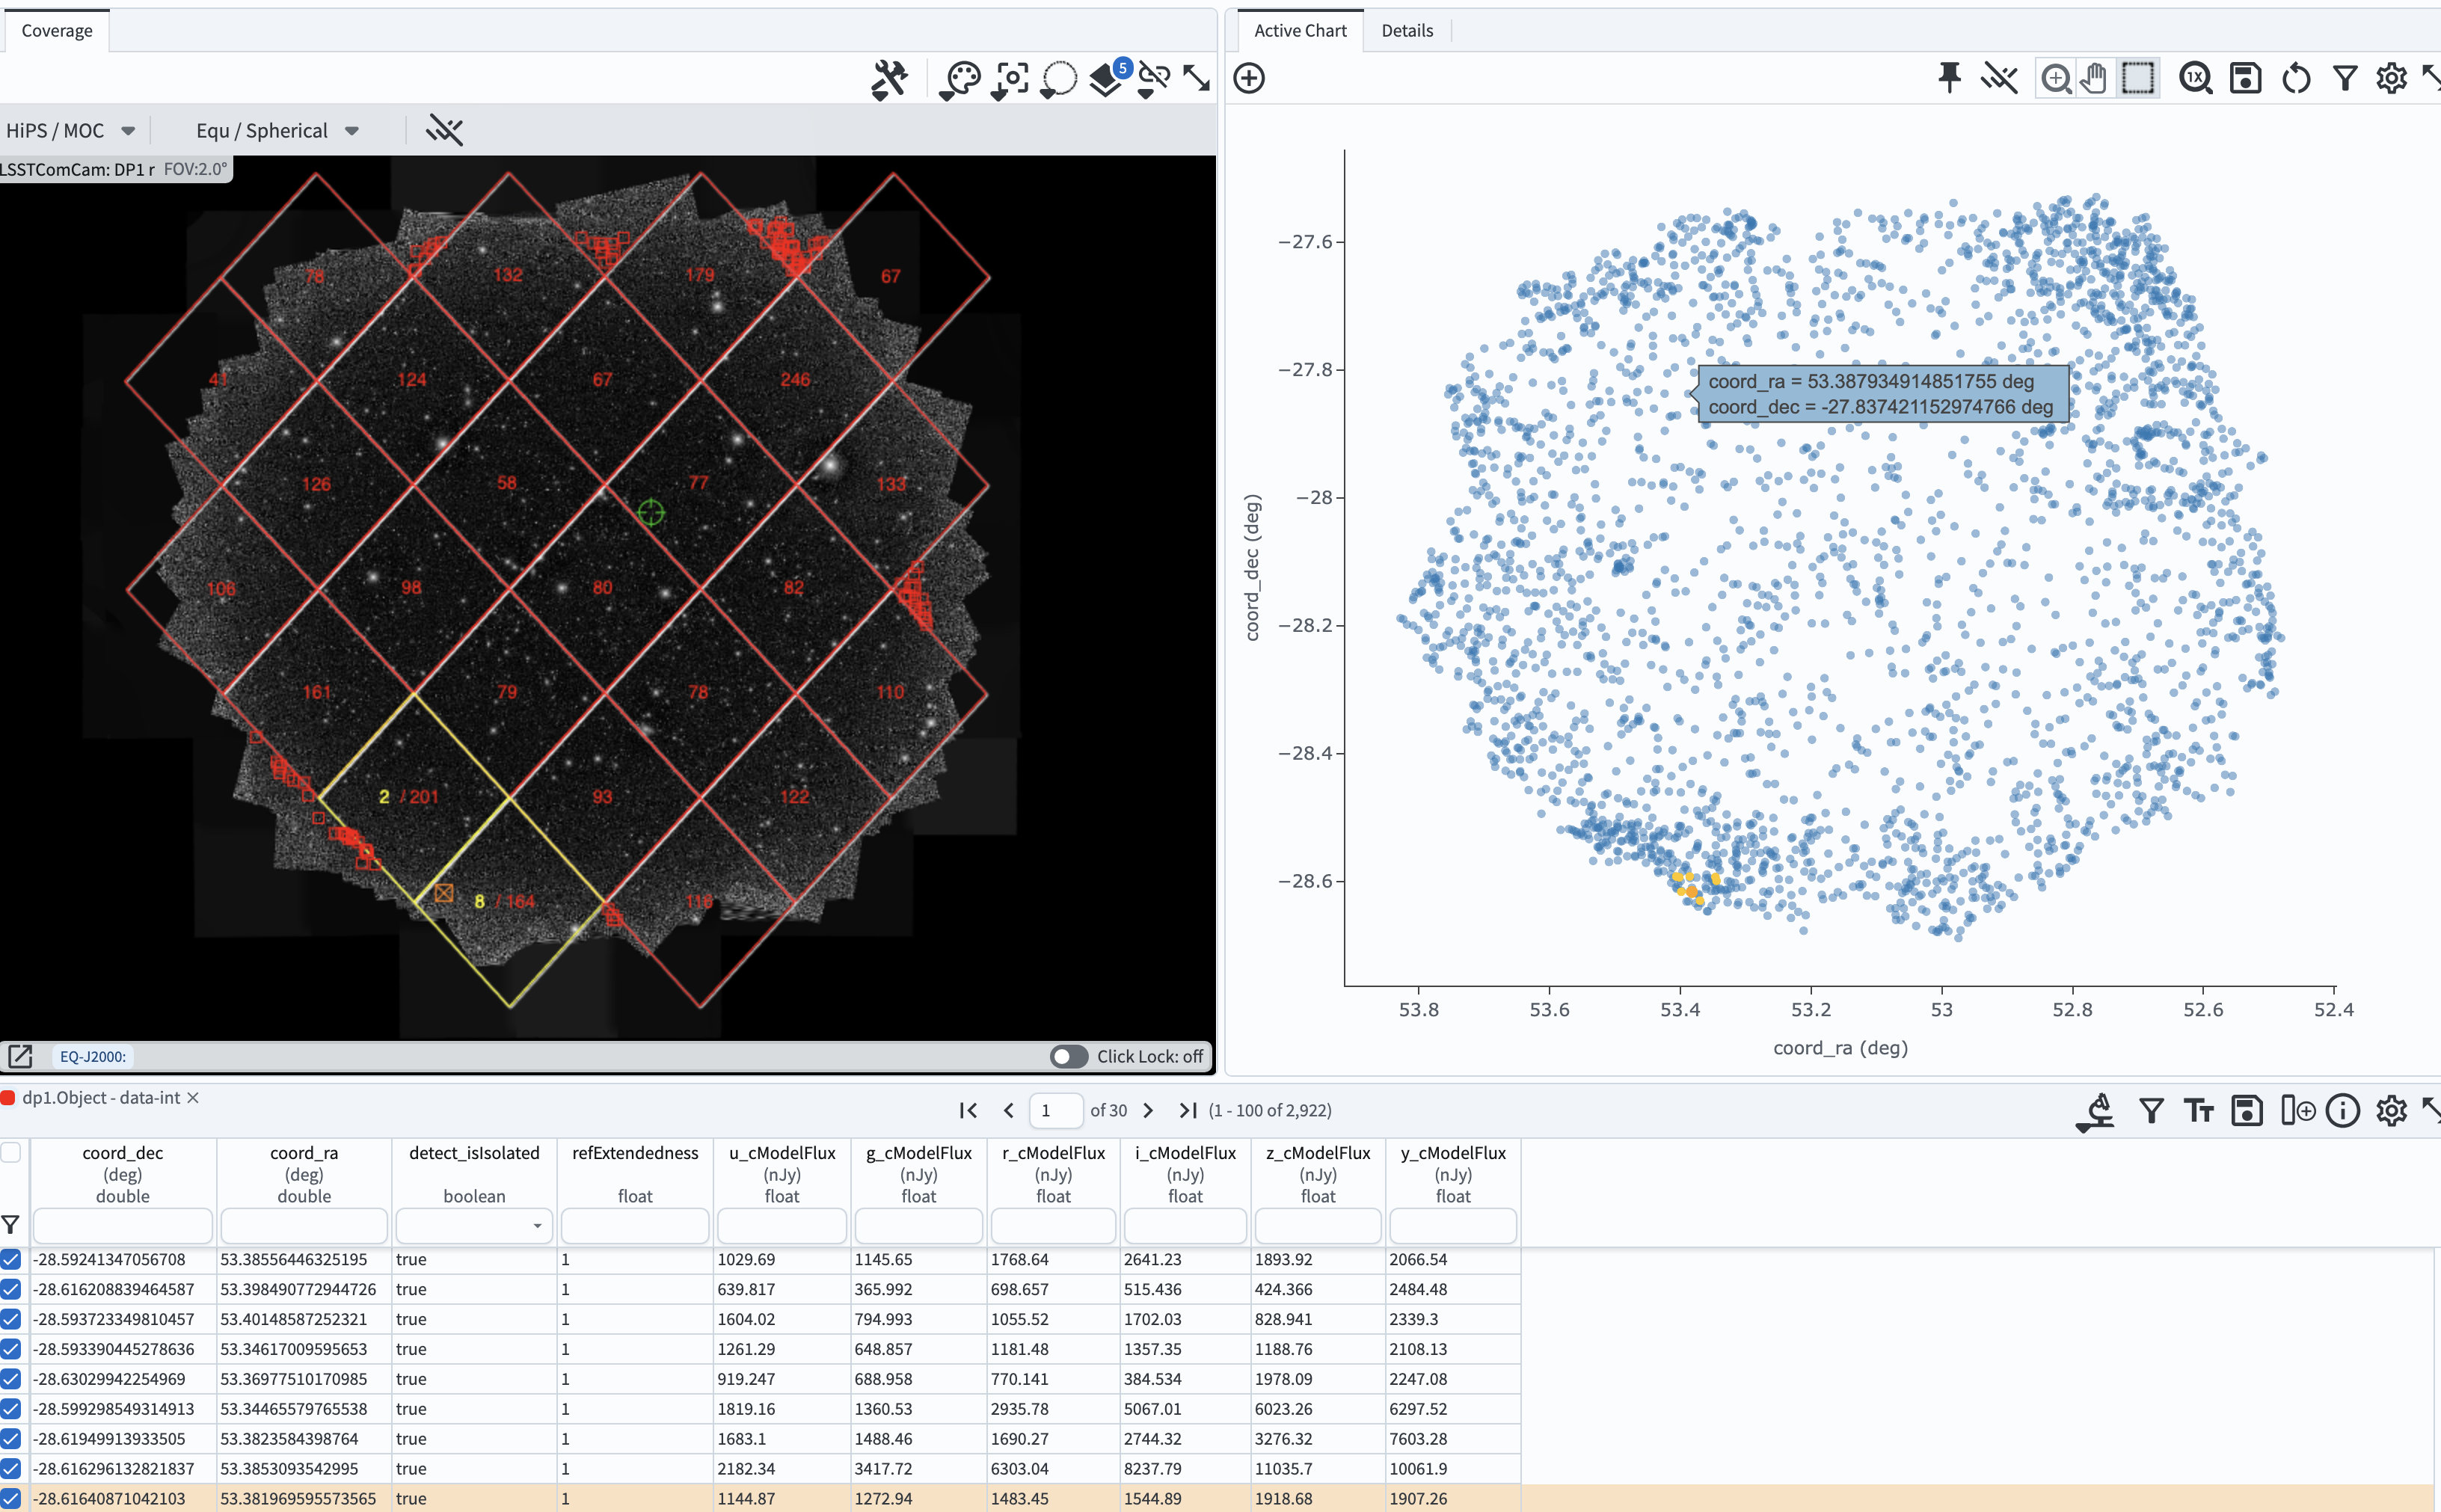 Coverage
5
HiPS / MOC Equ / Spherical
LSSTComCam: DP1 r FOV:2.0°
78 132 179 67
41 124 67 246
126 58 77 133
106 98 80 82
161 79 78 110
2 / 201 93 122
8 / 164 116
EQ-J2000: Click Lock: off
Active Chart Details
1X
coord_dec (deg)
−27.6
−27.8
−28
−28.2
−28.4
−28.6
coord_ra = 53.387934914851755 deg
coord_dec = -27.837421152974766 deg
53.8 53.6 53.4 53.2 53 52.8 52.6 52.4
coord_ra (deg)
dp1.Object - data-int
1 of 30 (1 - 100 of 2,922)
coord_dec coord_ra detect_isIsolated refExtendedness u_cModelFlux g_cModelFlux r_cModelFlux i_cModelFlux z_cModelFlux y_cModelFlux
(deg) (deg) (nJy) (nJy) (nJy) (nJy) (nJy) (nJy)
double double boolean float float float float float float float
-28.59241347056708 53.38556446325195 true 1 1029.69 1145.65 1768.64 2641.23 1893.92 2066.54
-28.616208839464587 53.398490772944726 true 1 639.817 365.992 698.657 515.436 424.366 2484.48
-28.593723349810457 53.40148587252321 true 1 1604.02 794.993 1055.52 1702.03 828.941 2339.3
-28.593390445278636 53.34617009595653 true 1 1261.29 648.857 1181.48 1357.35 1188.76 2108.13
-28.63029942254969 53.36977510170985 true 1 919.247 688.958 770.141 384.534 1978.09 2247.08
-28.599298549314913 53.34465579765538 true 1 1819.16 1360.53 2935.78 5067.01 6023.26 6297.52
-28.61949913933505 53.3823584398764 true 1 1683.1 1488.46 1690.27 2744.32 3276.32 7603.28
-28.616296132821837 53.3853093542995 true 1 2182.34 3417.72 6303.04 8237.79 11035.7 10061.9
-28.61640871042103 53.381969595573565 true 1 1144.87 1272.94 1483.45 1544.89 1918.68 1907.26